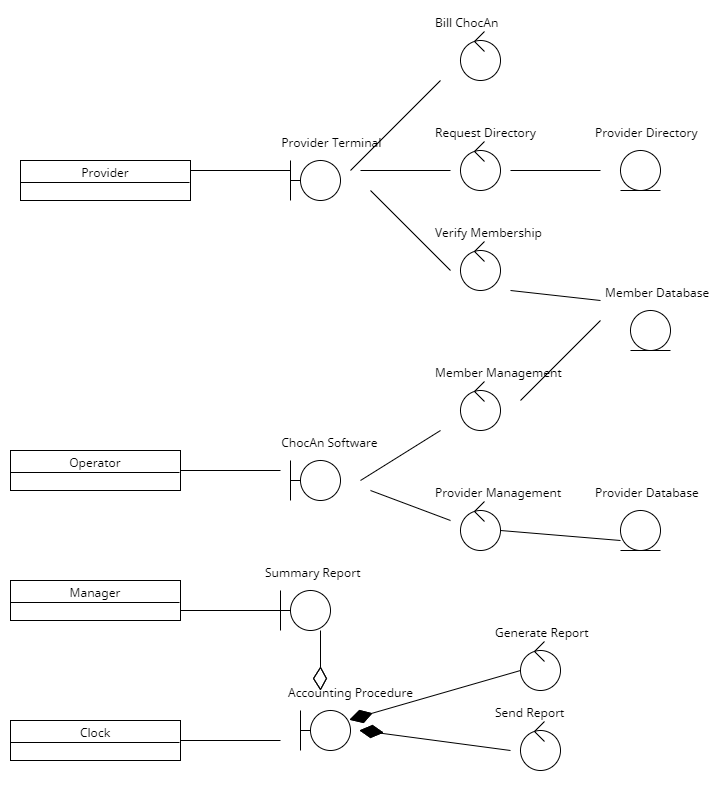 Bill ChocAn
Provider Terminal
Request Directory
Provider Directory
Provider
Verify Membership
Member Database
Member Management
ChocAn Software
Operator
Provider Management
Provider Database
Summary Report
Manager
Generate Report
Accounting Procedure
Send Report
Clock